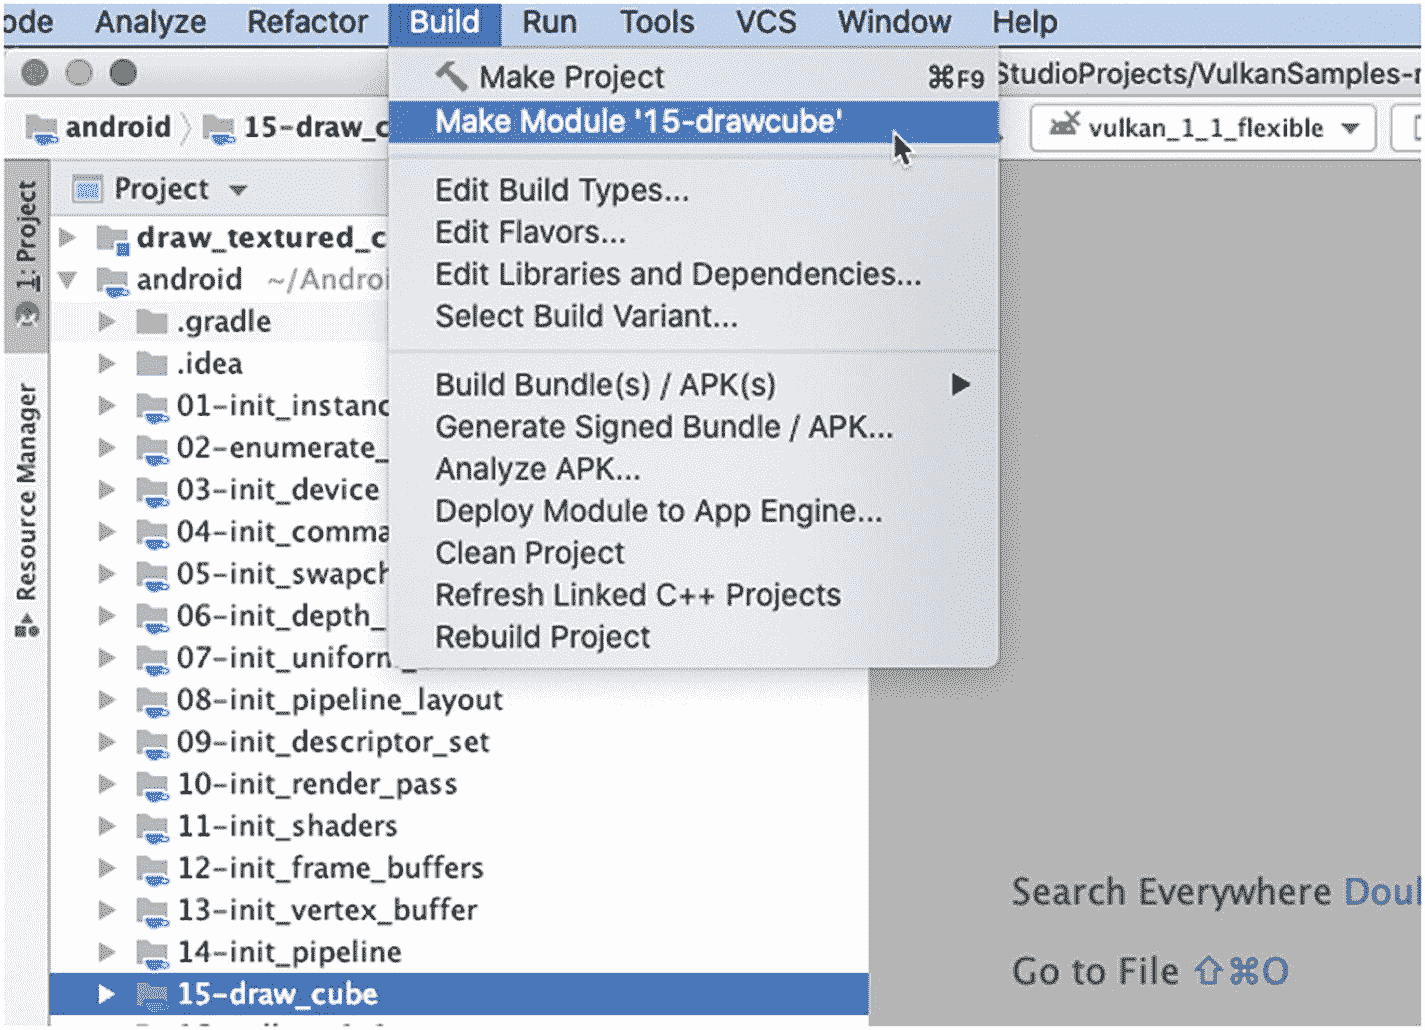 ode Analyze Refactor Build Run Tools VCS Window Help
StudioProjects/VulkanSamples-
android 15-draw_c vulkan_1_1_flexible
Make Project ⌘F9
Make Module '15-drawcube'
Edit Build Types...
Edit Flavors...
Edit Libraries and Dependencies...
Select Build Variant...
Build Bundle(s) / APK(s)
Generate Signed Bundle / APK...
Analyze APK...
Deploy Module to App Engine...
Clean Project
Refresh Linked C++ Projects
Rebuild Project
1: Project
Resource Manager
Project
draw_textured_c
android ~/Androi
.gradle
.idea
01-init_instanc
02-enumerate_
03-init_device
04-init_comma
05-init_swapch
06-init_depth_
07-init_uniform_
08-init_pipeline_layout
09-init_descriptor_set
10-init_render_pass
11-init_shaders
12-init_frame_buffers
13-init_vertex_buffer
14-init_pipeline
15-draw_cube
Search Everywhere Doul
Go to File ⇧⌘O